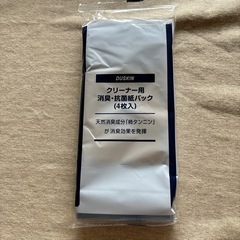 DUSKIN
クリーナー用
消臭・抗菌紙パック
(4枚入)
天然消臭成分「柿タンニン」
が消臭効果を発揮